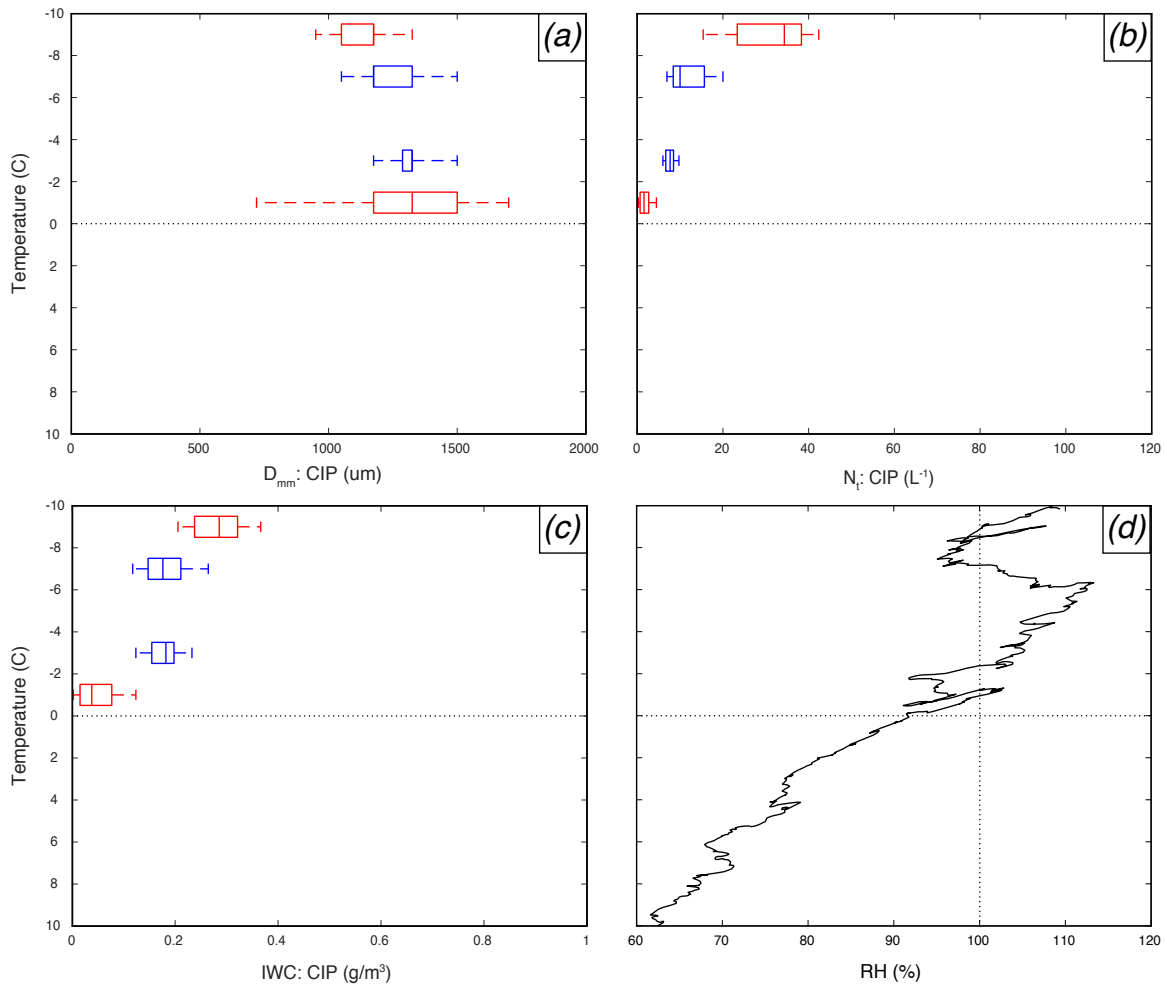 -10
-8
-6
-4
-2
0
2
4
6
8
10
Temperature (C)
(a)
0 500 1000 1500 2000
Dmm: CIP (um)
(b)
0 20 40 60 80 100 120
Nt: CIP (L-1)
-10
-8
-6
-4
-2
0
2
4
6
8
10
Temperature (C)
(c)
0 0.2 0.4 0.6 0.8 1
IWC: CIP (g/m3)
(d)
60 70 80 90 100 110 120
RH (%)